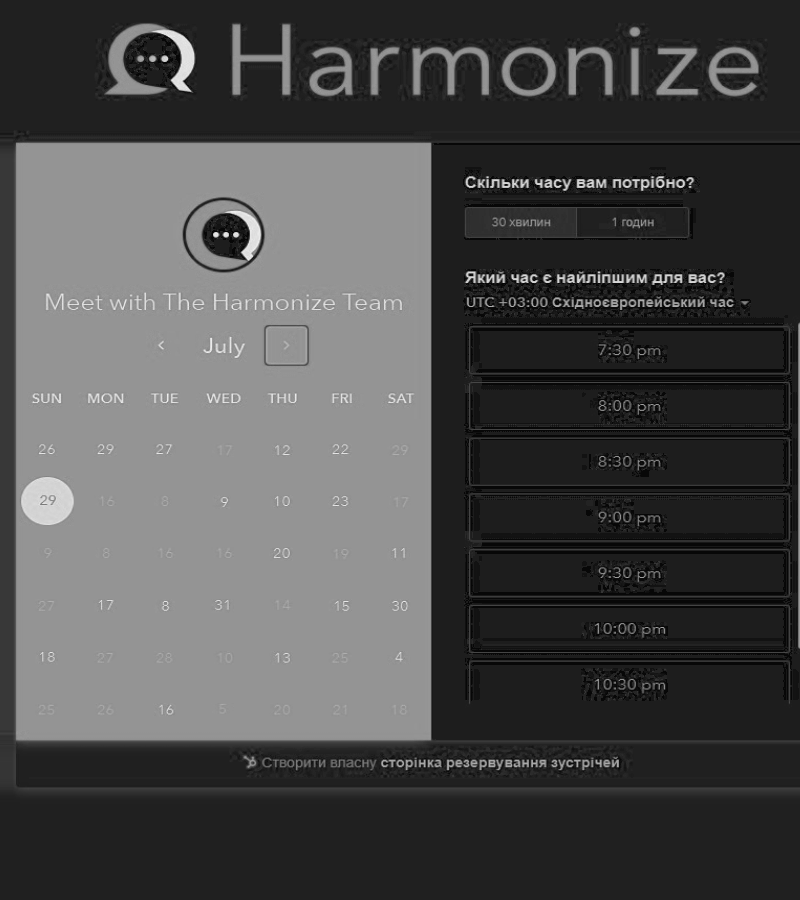 Harmonize
Meet with The Harmonize Team
July
SUN MON TUE WED THU FRI SAT
26 29 27 17 12 22 29
29 16 8 9 10 23 17
9 8 16 16 20 19 11
27 17 8 31 14 15 30
18 27 28 10 13 25 4
25 26 16 5 20 21 18
Скільки часу вам потрібно?
30 хвилин 1 годин
Який час є найліпшим для вас?
UTC +03:00 Східноєвропейський час
7:30 pm
8:00 pm
8:30 pm
9:00 pm
9:30 pm
10:00 pm
10:30 pm
Створити власну сторінка резервування зустрічей